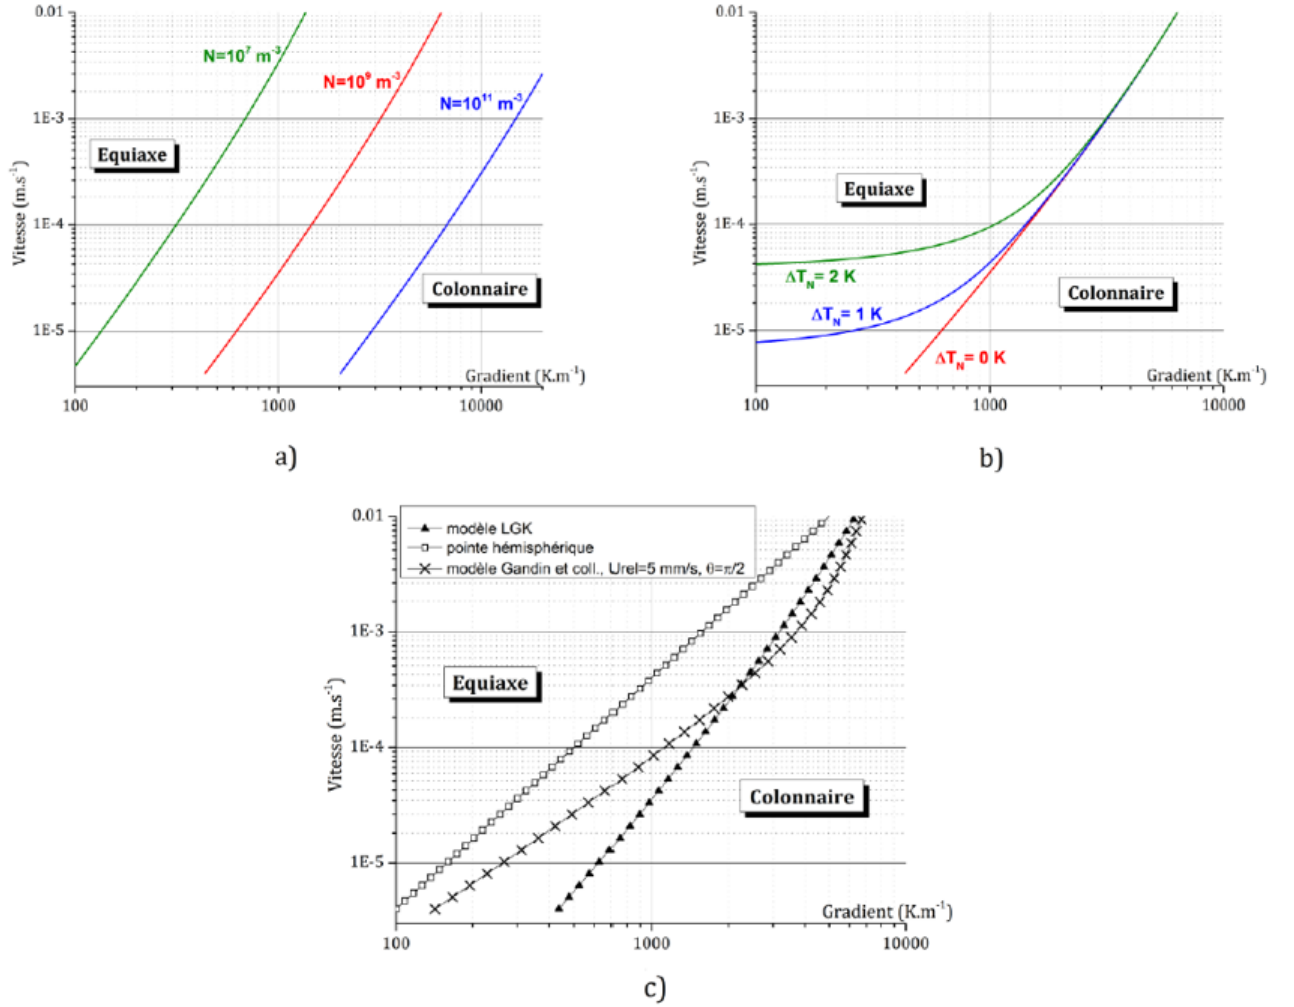 0.01
N=10⁷ m⁻³
N=10⁹ m⁻³
N=10¹¹ m⁻³
1E-3
Equiaxe
Vitesse (m.s⁻¹)
1E-4
Colonnaire
1E-5
Gradient (K.m⁻¹)
100
1000
10000
a)
0.01
1E-3
Equiaxe
Vitesse (m.s⁻¹)
1E-4
ΔT_N= 2 K
Colonnaire
ΔT_N= 1 K
1E-5
ΔT_N= 0 K
Gradient (K.m⁻¹)
100
1000
10000
b)
0.01
modèle LGK
pointe hémisphérique
modèle Gandin et coll., Urel=5 mm/s, θ=π/2
1E-3
Equiaxe
Vitesse (m.s⁻¹)
1E-4
Colonnaire
1E-5
Gradient (K.m⁻¹)
100
1000
10000
c)